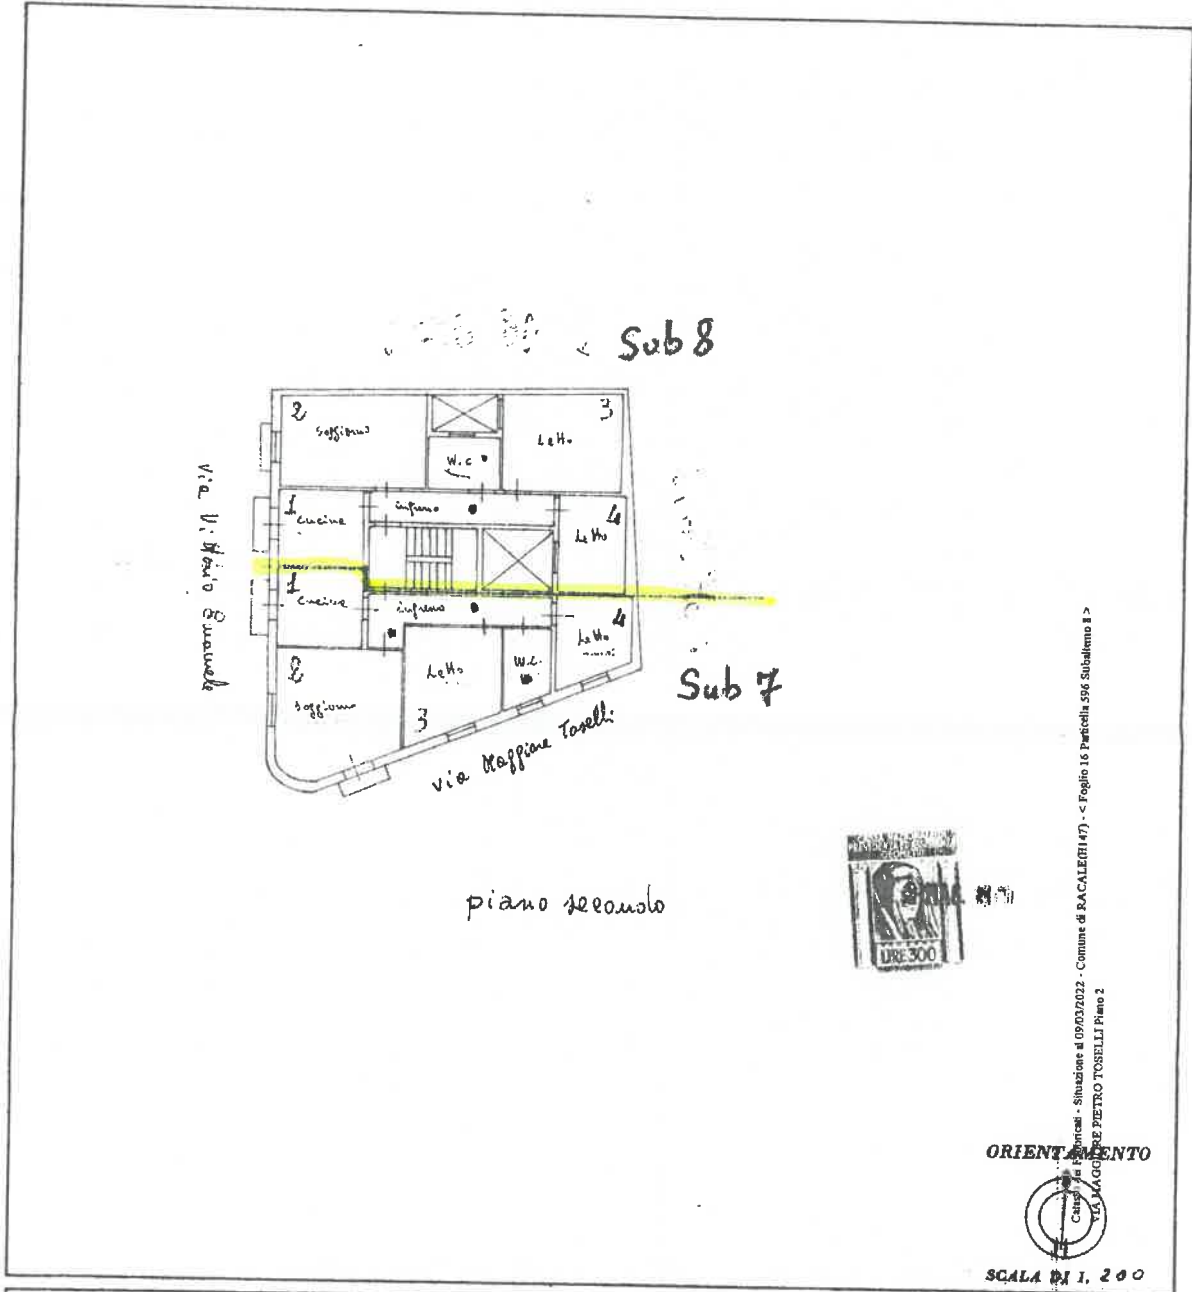 Sub 8
2
3
soggiorno
Letto
W.c
1
cucina
ingresso
4
Letto
1
cucina
ingresso
4
Letto
2
soggiorno
Letto
3
W.c.
Sub 7
via Vittorio Emanuele
via Maggiore Toselli
piano secondo
LIRE 300
Catasto dei Fabbricati - Situazione al 09/03/2022 - Comune di RACALE(H147) - < Foglio 16 Particella 596 Subalterno 8 >
VIA MAGGIORE PIETRO TOSELLI Piano 2
ORIENTAMENTO
SCALA DI 1. 200